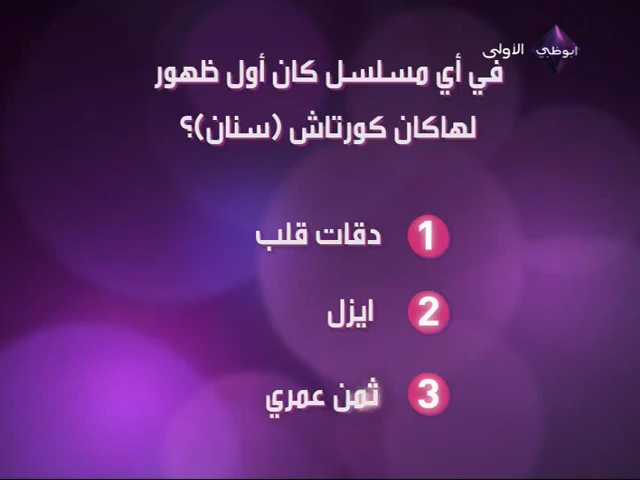 أبوظبي الأولى
في أي مسلسل كان أول ظهور
لهاكان كورتاش (سنان)؟
1 دقات قلب
2 ايزل
3 ثمن عمري